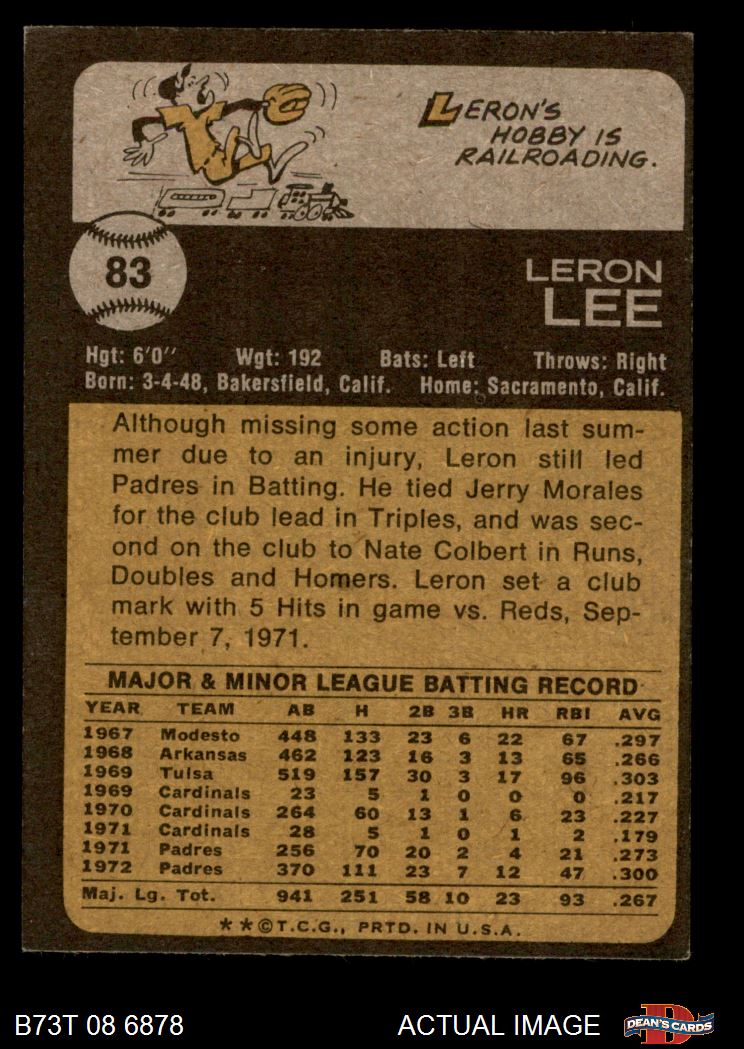 LERON'S
HOBBY IS
RAILROADING.
83
LERON
LEE
Hgt: 6'0" Wgt: 192 Bats: Left Throws: Right
Born: 3-4-48, Bakersfield, Calif. Home: Sacramento, Calif.
Although missing some action last sum-
mer due to an injury, Leron still led
Padres in Batting. He tied Jerry Morales
for the club lead in Triples, and was sec-
ond on the club to Nate Colbert in Runs,
Doubles and Homers. Leron set a club
mark with 5 Hits in game vs. Reds, Sep-
tember 7, 1971.
MAJOR & MINOR LEAGUE BATTING RECORD
YEAR TEAM AB H 2B 3B HR RBI AVG
1967 Modesto 448 133 23 6 22 67 .297
1968 Arkansas 462 123 16 3 13 65 .266
1969 Tulsa 519 157 30 3 17 96 .303
1969 Cardinals 23 5 1 0 0 0 .217
1970 Cardinals 264 60 13 1 6 23 .227
1971 Cardinals 28 5 1 0 1 2 .179
1971 Padres 256 70 20 2 4 21 .273
1972 Padres 370 111 23 7 12 47 .300
Maj. Lg. Tot. 941 251 58 10 23 93 .267
**©T.C.G., PRTD. IN U.S.A.
B73T 08 6878 ACTUAL IMAGE DEAN'S CARDS